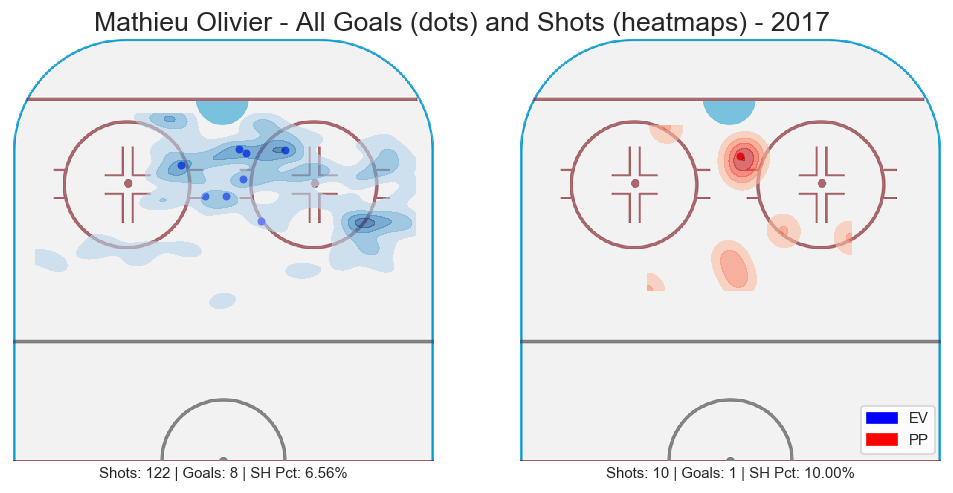 Mathieu Olivier - All Goals (dots) and Shots (heatmaps) - 2017
EV
PP
Shots: 122 | Goals: 8 | SH Pct: 6.56%
Shots: 10 | Goals: 1 | SH Pct: 10.00%